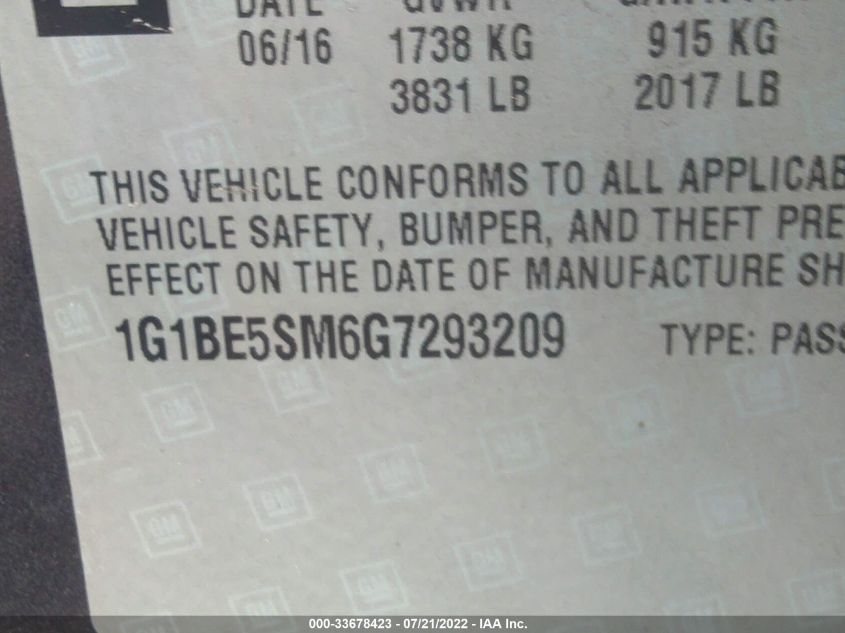 DATE GVWR
06/16 1738 KG 915 KG
3831 LB 2017 LB
THIS VEHICLE CONFORMS TO ALL APPLICAB
VEHICLE SAFETY, BUMPER, AND THEFT PRE
EFFECT ON THE DATE OF MANUFACTURE SH
1G1BE5SM6G7293209 TYPE: PASS
000-33678423 - 07/21/2022 - IAA Inc.